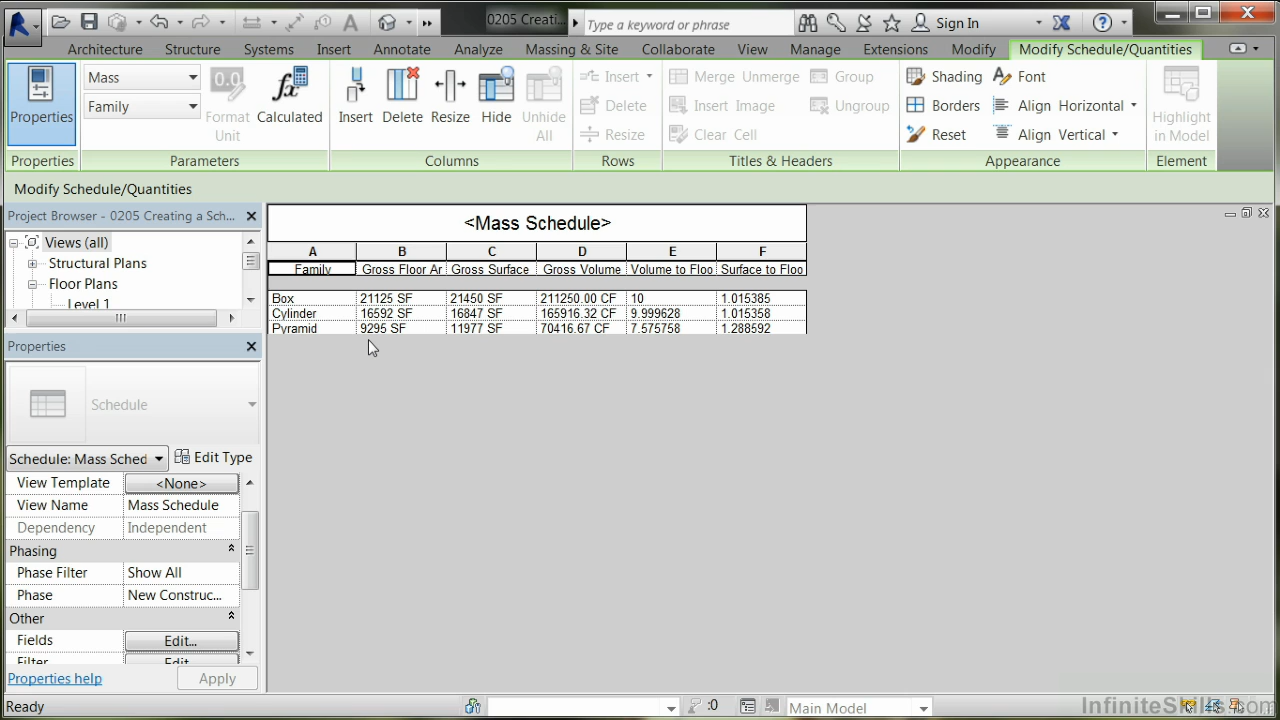 0205 Creati...
Type a keyword or phrase
Sign In
Architecture Structure Systems Insert Annotate Analyze Massing & Site Collaborate View Manage Extensions Modify Modify Schedule/Quantities
Mass
Family
Properties
0.0
Format Unit
fx
Calculated
Insert Delete Resize Hide Unhide All
Insert
Delete
Resize
Merge Unmerge Group
Insert Image Ungroup
Clear Cell
Shading A Font
Borders Align Horizontal
Reset Align Vertical
Highlight in Model
Properties Parameters Columns Rows Titles & Headers Appearance Element
Modify Schedule/Quantities
Project Browser - 0205 Creating a Sch...
Views (all)
Structural Plans
Floor Plans
Level 1
<Mass Schedule>
A B C D E F
Family Gross Floor Ar Gross Surface Gross Volume Volume to Floo Surface to Floo
Box 21125 SF 21450 SF 211250.00 CF 10 1.015385
Cylinder 16592 SF 16847 SF 165916.32 CF 9.999628 1.015358
Pyramid 9295 SF 11977 SF 70416.67 CF 7.575758 1.288592
Properties
Schedule
Schedule: Mass Sched Edit Type
View Template <None>
View Name Mass Schedule
Dependency Independent
Phasing
Phase Filter Show All
Phase New Construc...
Other
Fields Edit...
Filter Edit
Properties help Apply
Ready :0 Main Model
InfiniteSkills.com